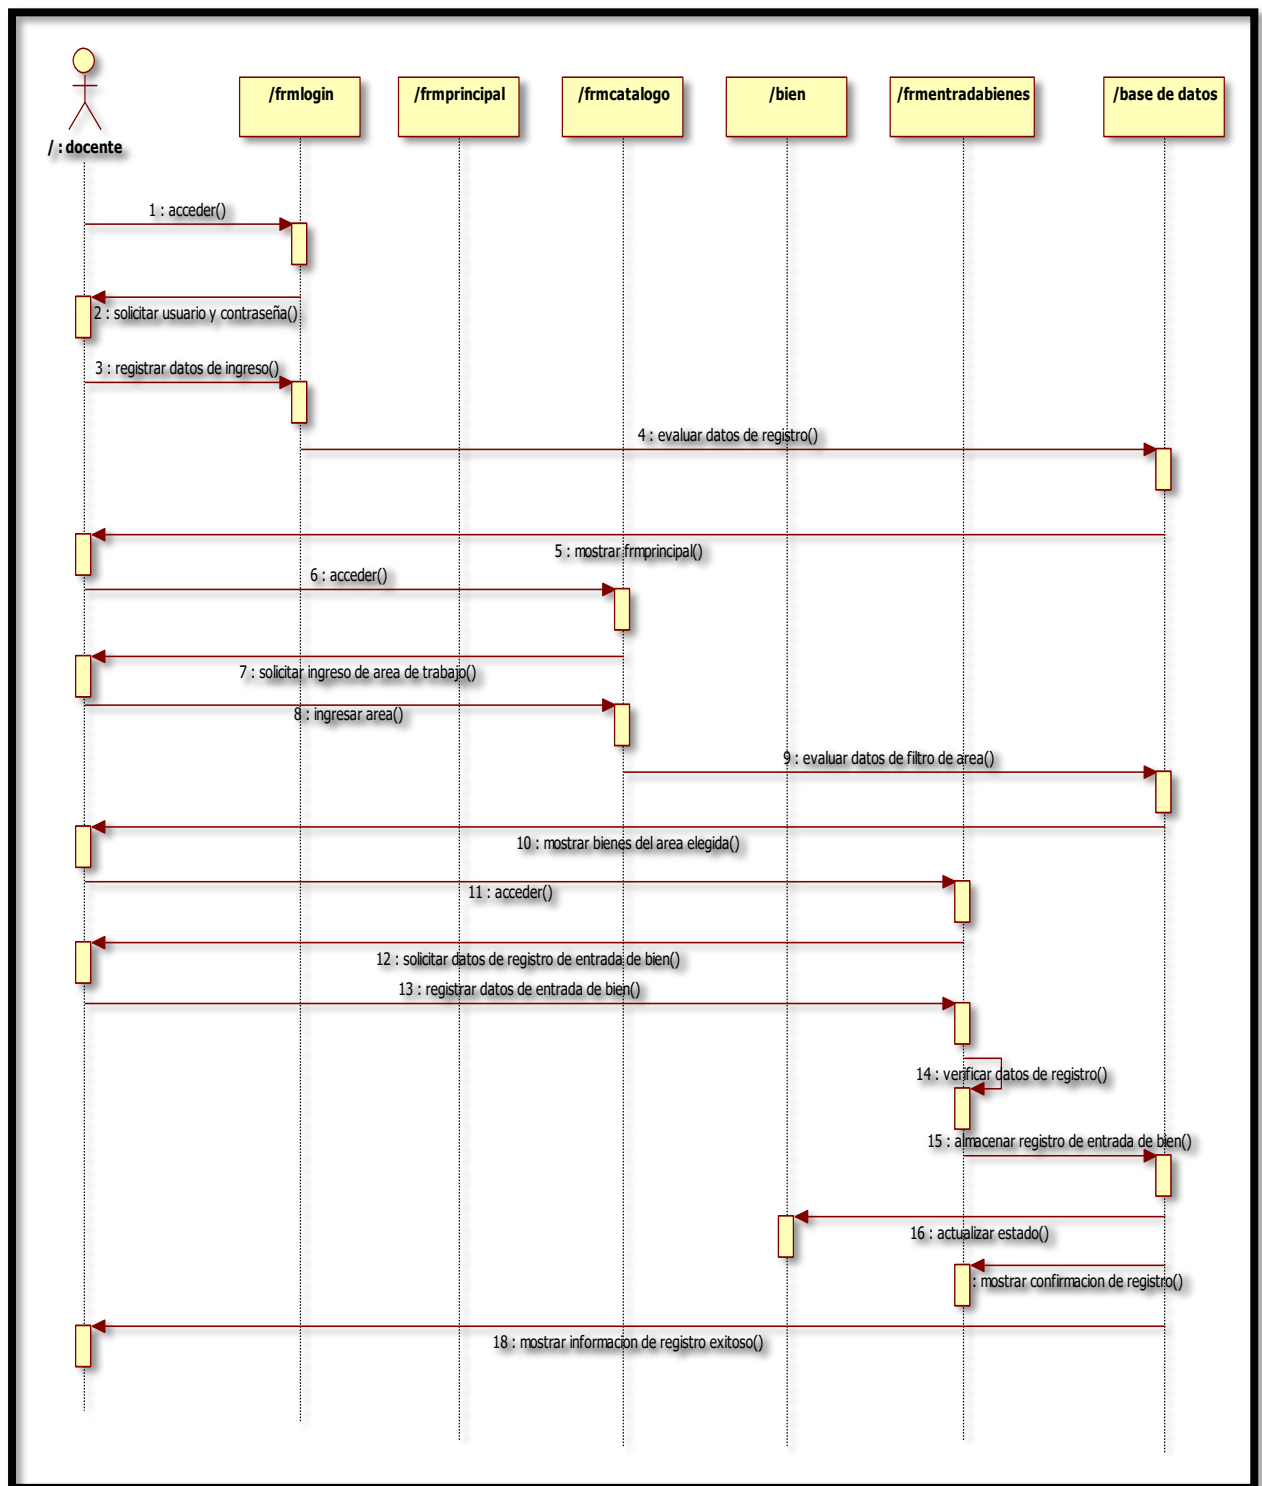 / : docente
/frmlogin
/frmprincipal
/frmcatalogo
/bien
/frmentradabienes
/base de datos
1 : acceder()
2 : solicitar usuario y contraseña()
3 : registrar datos de ingreso()
4 : evaluar datos de registro()
5 : mostrar frmprincipal()
6 : acceder()
7 : solicitar ingreso de area de trabajo()
8 : ingresar area()
9 : evaluar datos de filtro de area()
10 : mostrar bienes del area elegida()
11 : acceder()
12 : solicitar datos de registro de entrada de bien()
13 : registrar datos de entrada de bien()
14 : verificar datos de registro()
15 : almacenar registro de entrada de bien()
16 : actualizar estado()
: mostrar confirmacion de registro()
18 : mostrar informacion de registro exitoso()